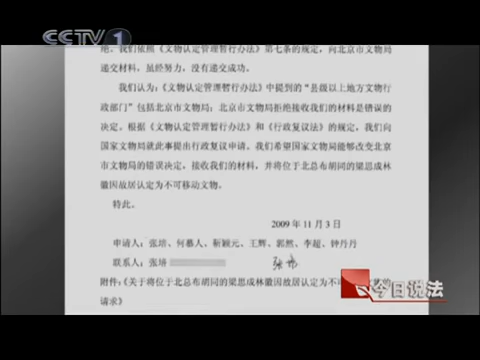 CCTV 1
绝。我们依照《文物认定管理暂行办法》第七条的规定，向北京市文物局
递交材料，虽经努力，没有递交成功。
我们认为：《文物认定管理暂行办法》中提到的“县级以上地方文物行
政部门”包括北京市文物局；北京市文物局拒绝接收我们的材料是错误的
决定。根据《文物认定管理暂行办法》和《行政复议法》的规定，我们向
国家文物局就此事提出行政复议申请。我们希望国家文物局能够改变北京
市文物局的错误决定，接收我们的材料，并将位于北总布胡同的梁思成林
徽因故居认定为不可移动文物。
特此。
2009 年 11 月 3 日
申请人：张培、何慕人、靳颖元、王辉、郭然、李超、钟丹丹
联系人：张培
附件：《关于将位于北总布胡同的梁思成林徽因故居认定为不可
请求》
今日说法